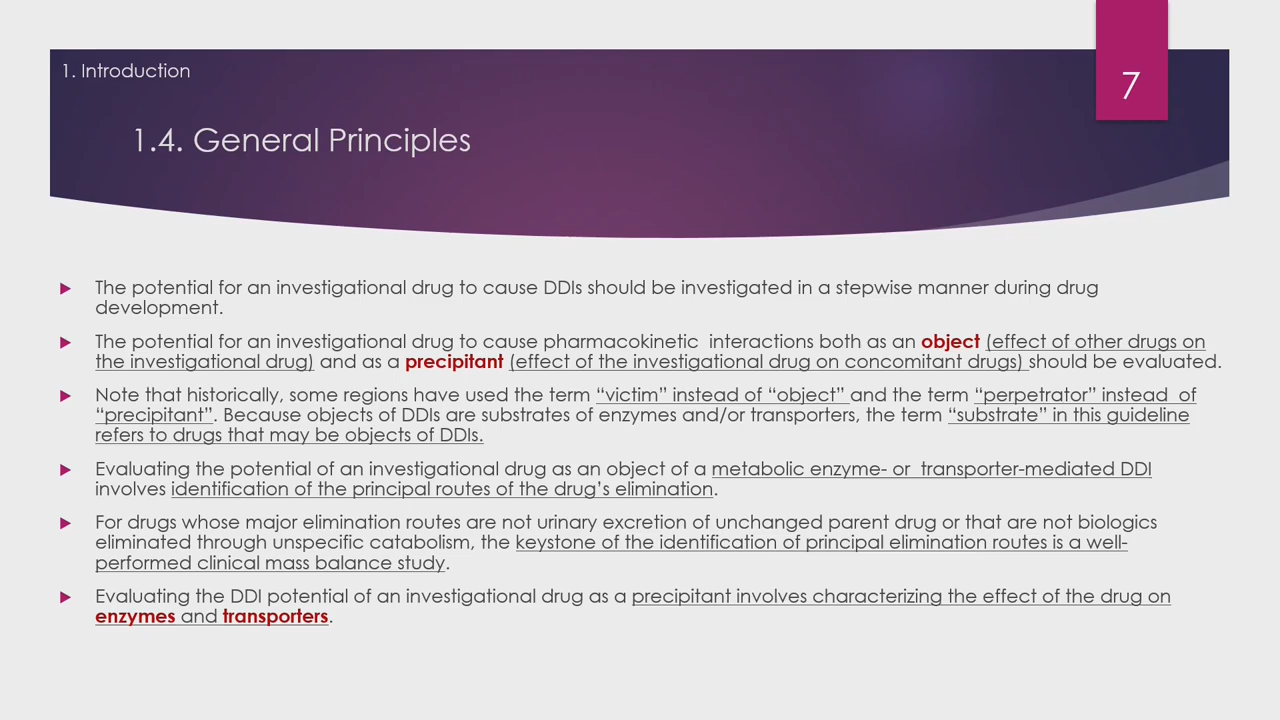 1. Introduction
7
1.4. General Principles
The potential for an investigational drug to cause DDIs should be investigated in a stepwise manner during drug
development.
The potential for an investigational drug to cause pharmacokinetic  interactions both as an object (effect of other drugs on
the investigational drug) and as a precipitant (effect of the investigational drug on concomitant drugs) should be evaluated.
Note that historically, some regions have used the term “victim” instead of “object” and the term “perpetrator” instead  of
“precipitant”. Because objects of DDIs are substrates of enzymes and/or transporters, the term “substrate” in this guideline
refers to drugs that may be objects of DDIs.
Evaluating the potential of an investigational drug as an object of a metabolic enzyme- or  transporter-mediated DDI
involves identification of the principal routes of the drug’s elimination.
For drugs whose major elimination routes are not urinary excretion of unchanged parent drug or that are not biologics
eliminated through unspecific catabolism, the keystone of the identification of principal elimination routes is a well-
performed clinical mass balance study.
Evaluating the DDI potential of an investigational drug as a precipitant involves characterizing the effect of the drug on
enzymes and transporters.